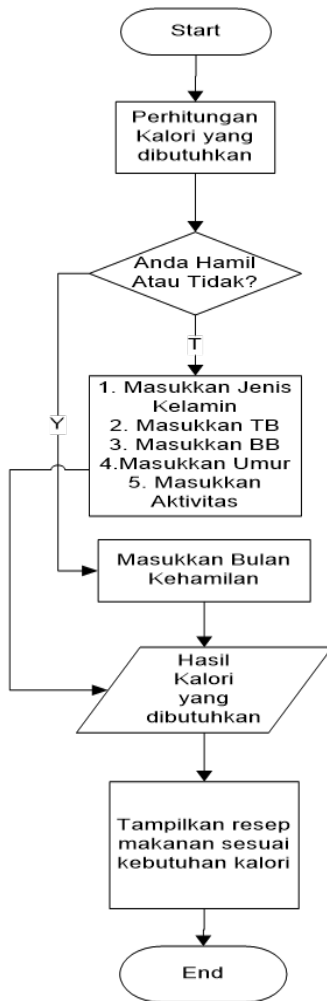 Start
Perhitungan
Kalori yang
dibutuhkan
Anda Hamil
Atau Tidak?
T
1. Masukkan Jenis
Kelamin
2. Masukkan TB
3. Masukkan BB
4.Masukkan Umur
5. Masukkan
Aktivitas
Y
Masukkan Bulan
Kehamilan
Hasil
Kalori
yang
dibutuhkan
Tampilkan resep
makanan sesuai
kebutuhan kalori
End